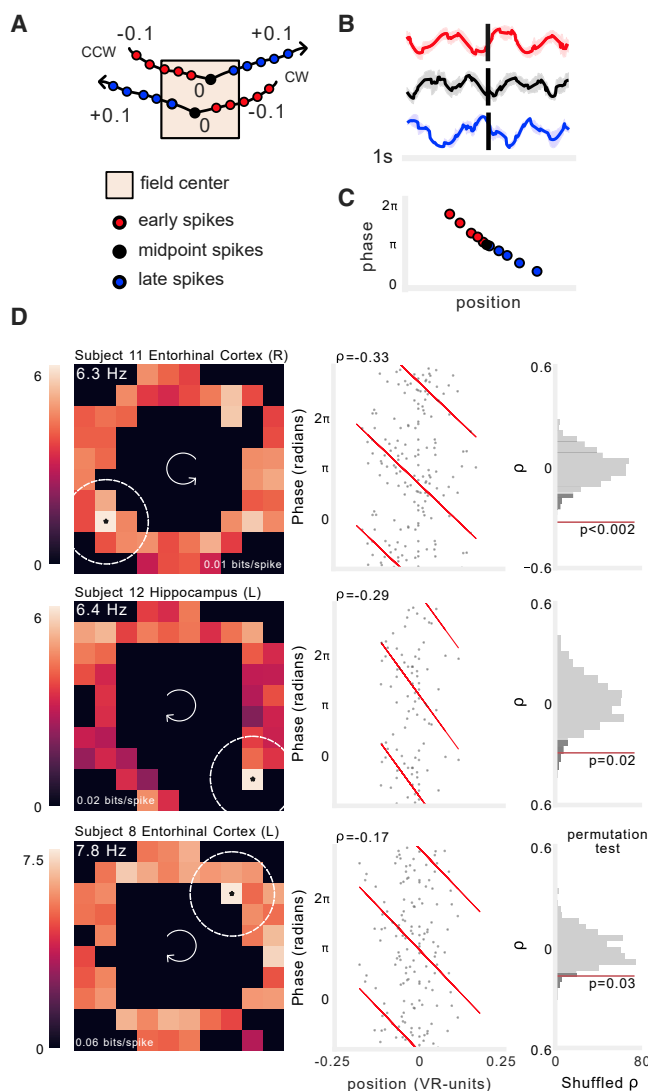 A
-0.1
CCW
+0.1
0
CW
+0.1
0
-0.1
field center
early spikes
midpoint spikes
late spikes
B
1s
C
2π
π
0
phase
position
D
Subject 11 Entorhinal Cortex (R)
6
0
6.3 Hz
0.01 bits/spike
Phase (radians)
2π
π
0
ρ=-0.33
ρ
0.6
0
−0.6
p<0.002
Subject 12 Hippocampus (L)
6
0
6.4 Hz
0.02 bits/spike
Phase (radians)
2π
π
0
ρ=-0.29
ρ
0.6
0
0.6
p=0.02
Subject 8 Entorhinal Cortex (L)
7.5
0
7.8 Hz
0.06 bits/spike
Phase (radians)
2π
π
0
ρ=-0.17
-0.25
0
0.25
position (VR-units)
permutation
test
ρ
0.6
0
0.6
p=0.03
0
80
Shuffled ρ